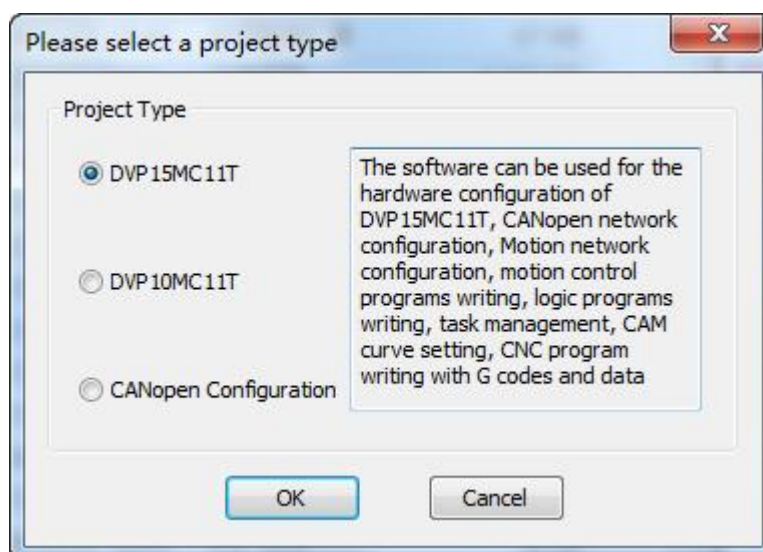 Please select a project type
Project Type
DVP15MC11T
The software can be used for the
hardware configuration of
DVP15MC11T, CANopen network
configuration, Motion network
configuration, motion control
programs writing, logic programs
writing, task management, CAM
curve setting, CNC program
writing with G codes and data
DVP10MC11T
CANopen Configuration
OK
Cancel